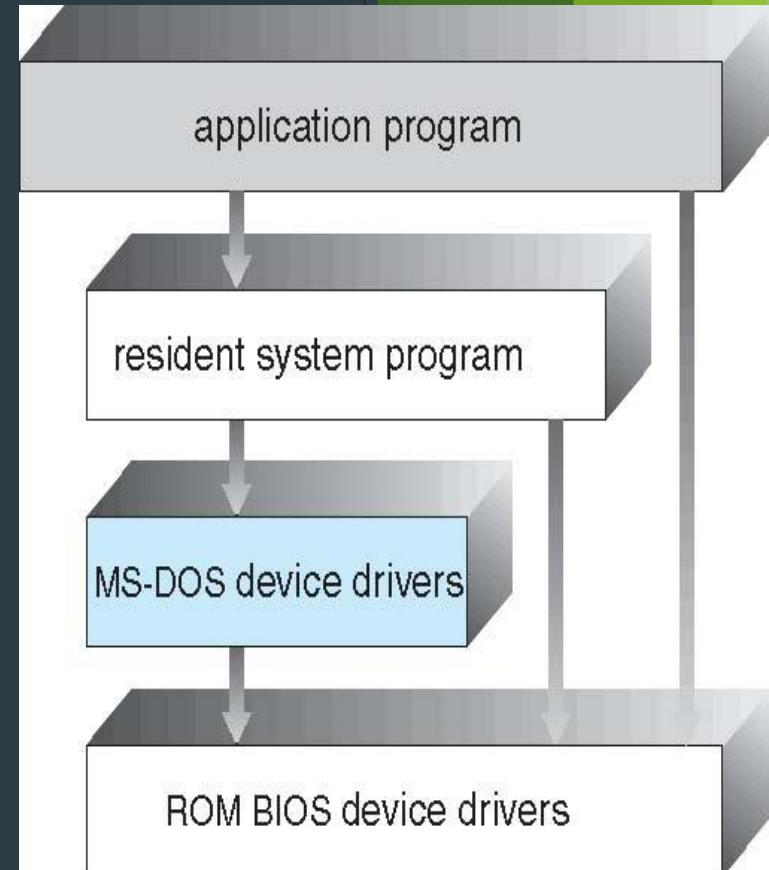 application program
resident system program
MS-DOS device drivers
ROM BIOS device drivers